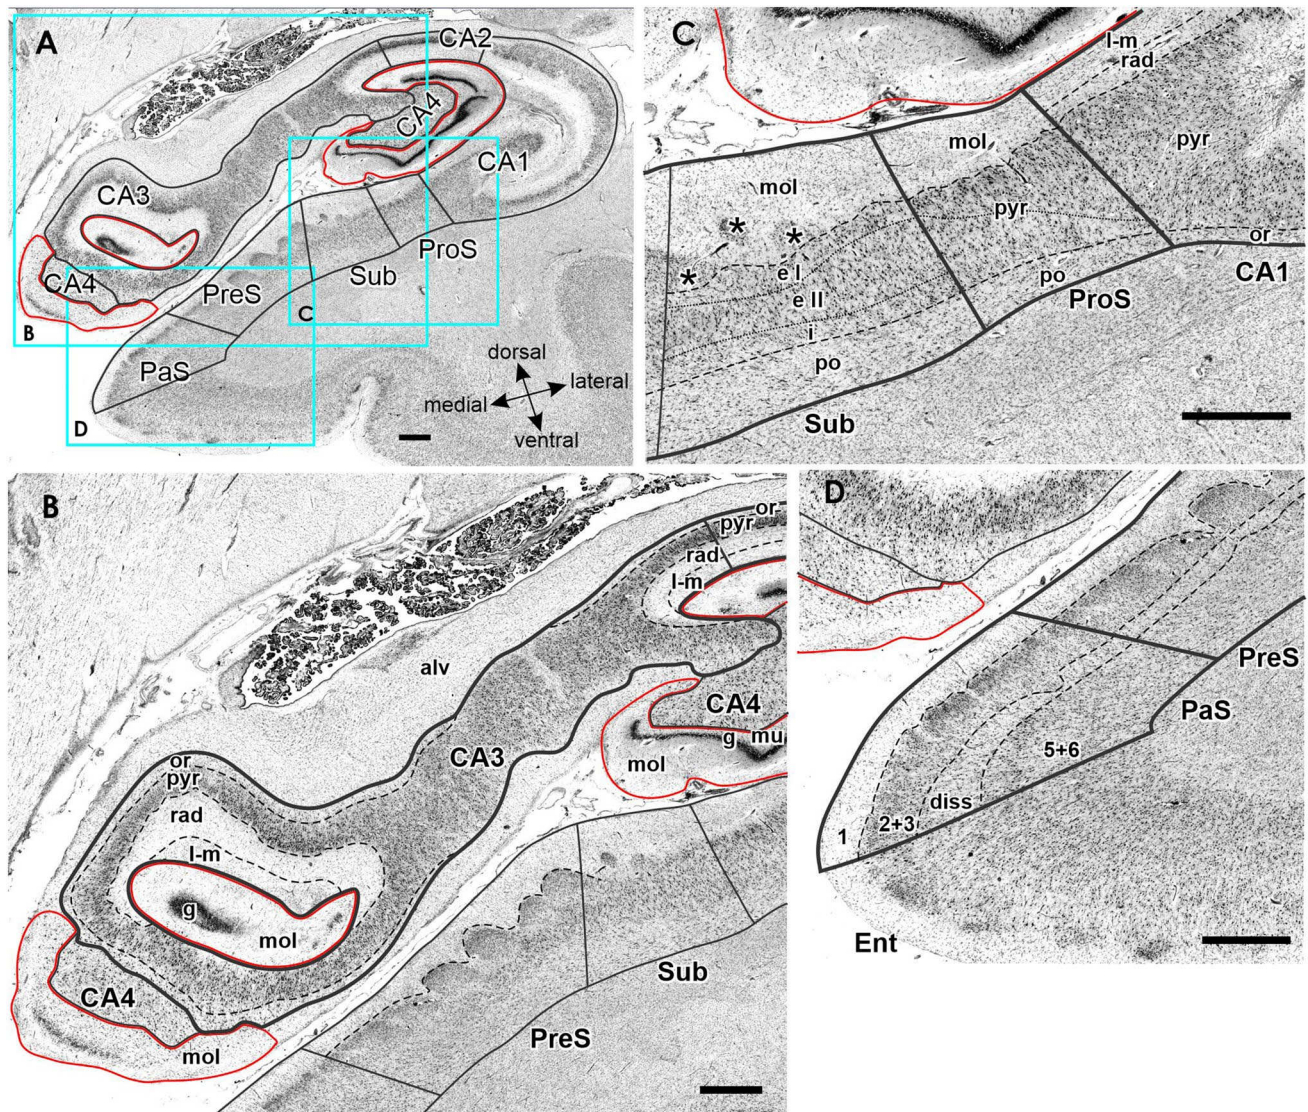 A
CA2
CA4
CA1
CA3
ProS
CA4
PreS
Sub
B
C
PaS
D
dorsal
lateral
medial
ventral
C
l-m
rad
mol
pyr
mol
pyr
*
*
*
e I
e II
or
po
CA1
ProS
i
po
Sub
B
or
pyr
rad
l-m
alv
CA4
CA3
g
mu
mol
or
pyr
rad
l-m
g
mol
Sub
CA4
PreS
mol
D
PreS
PaS
5+6
diss
2+3
1
Ent